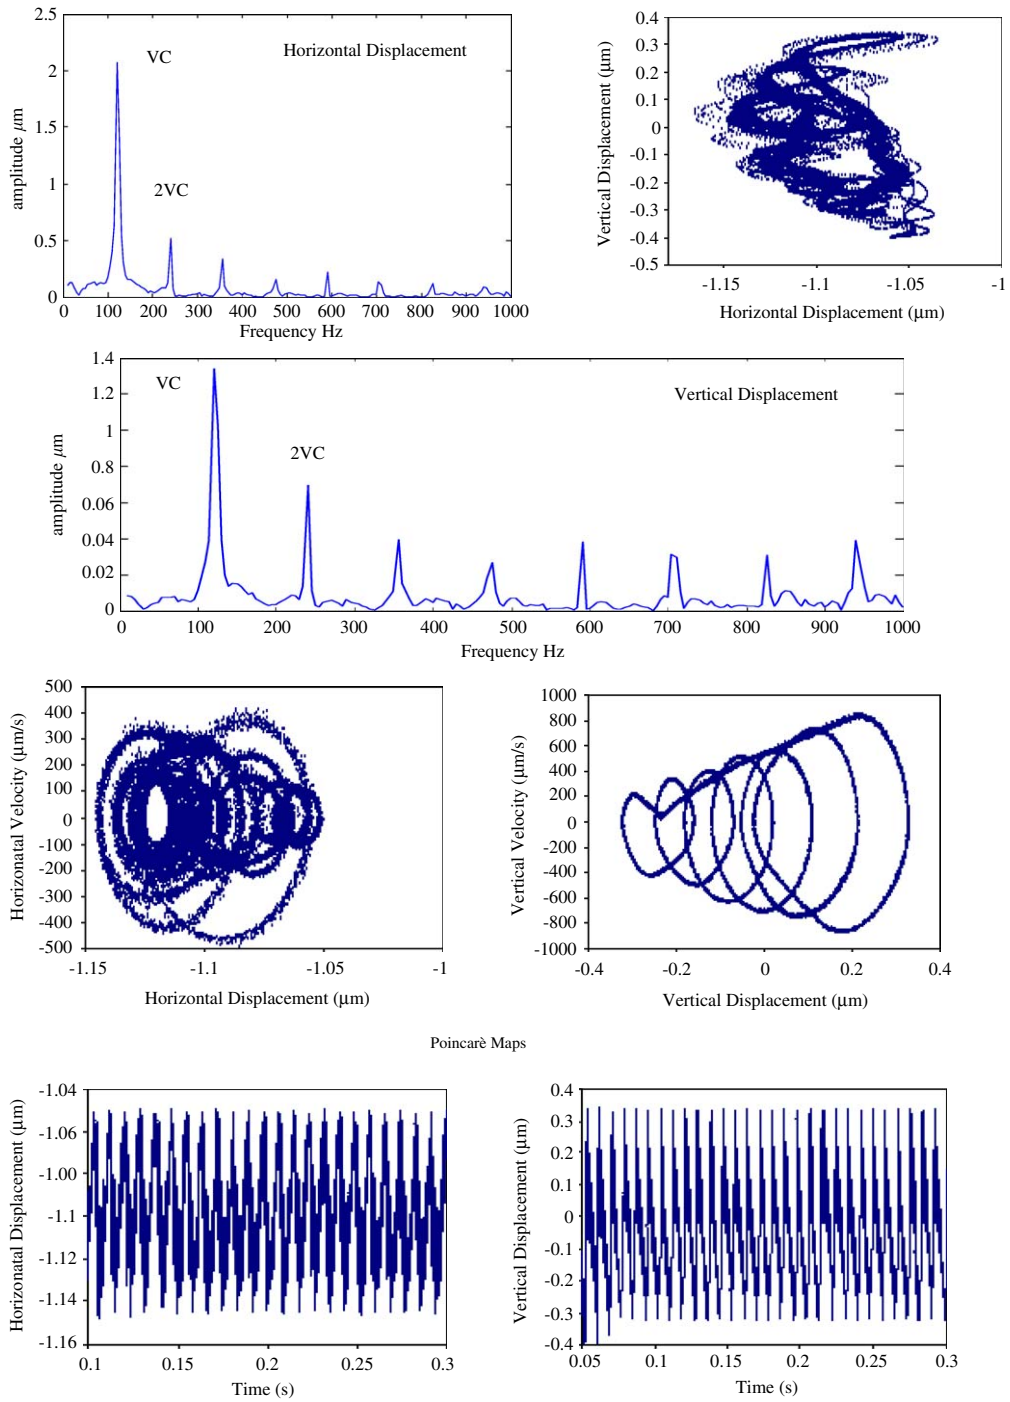 2.5
2
1.5
1
0.5
0
amplitude µm
VC
2VC
Horizontal Displacement
0 100 200 300 400 500 600 700 800 900 1000
Frequency Hz
0.4
0.3
0.2
0.1
0
-0.1
-0.2
-0.3
-0.4
-0.5
Vertical Displacement (µm)
-1.15 -1.1 -1.05 -1
Horizontal Displacement (µm)
1.4
1.2
1
0.8
0.06
0.04
0.02
0
amplitude µm
VC
2VC
Vertical Displacement
0 100 200 300 400 500 600 700 800 900 1000
Frequency Hz
500
400
300
200
100
0
-100
-200
-300
-400
-500
Horizonatal Velocity (µm/s)
-1.15 -1.1 -1.05 -1
Horizontal Displacement (µm)
1000
800
600
400
200
0
-200
-400
-600
-800
-1000
Vertical Velocity (µm/s)
-0.4 -0.2 0 0.2 0.4
Vertical Displacement (µm)
Poincarè Maps
-1.04
-1.06
-1.00
-1.1
-1.12
-1.14
-1.16
Horizonatal Displacement (µm)
0.1 0.15 0.2 0.25 0.3
Time (s)
0.4
0.3
0.2
0.1
0
-0.1
-0.2
-0.3
-0.4
Vertical Displacement (µm)
0.05 0.1 0.15 0.2 0.25 0.3
Time (s)